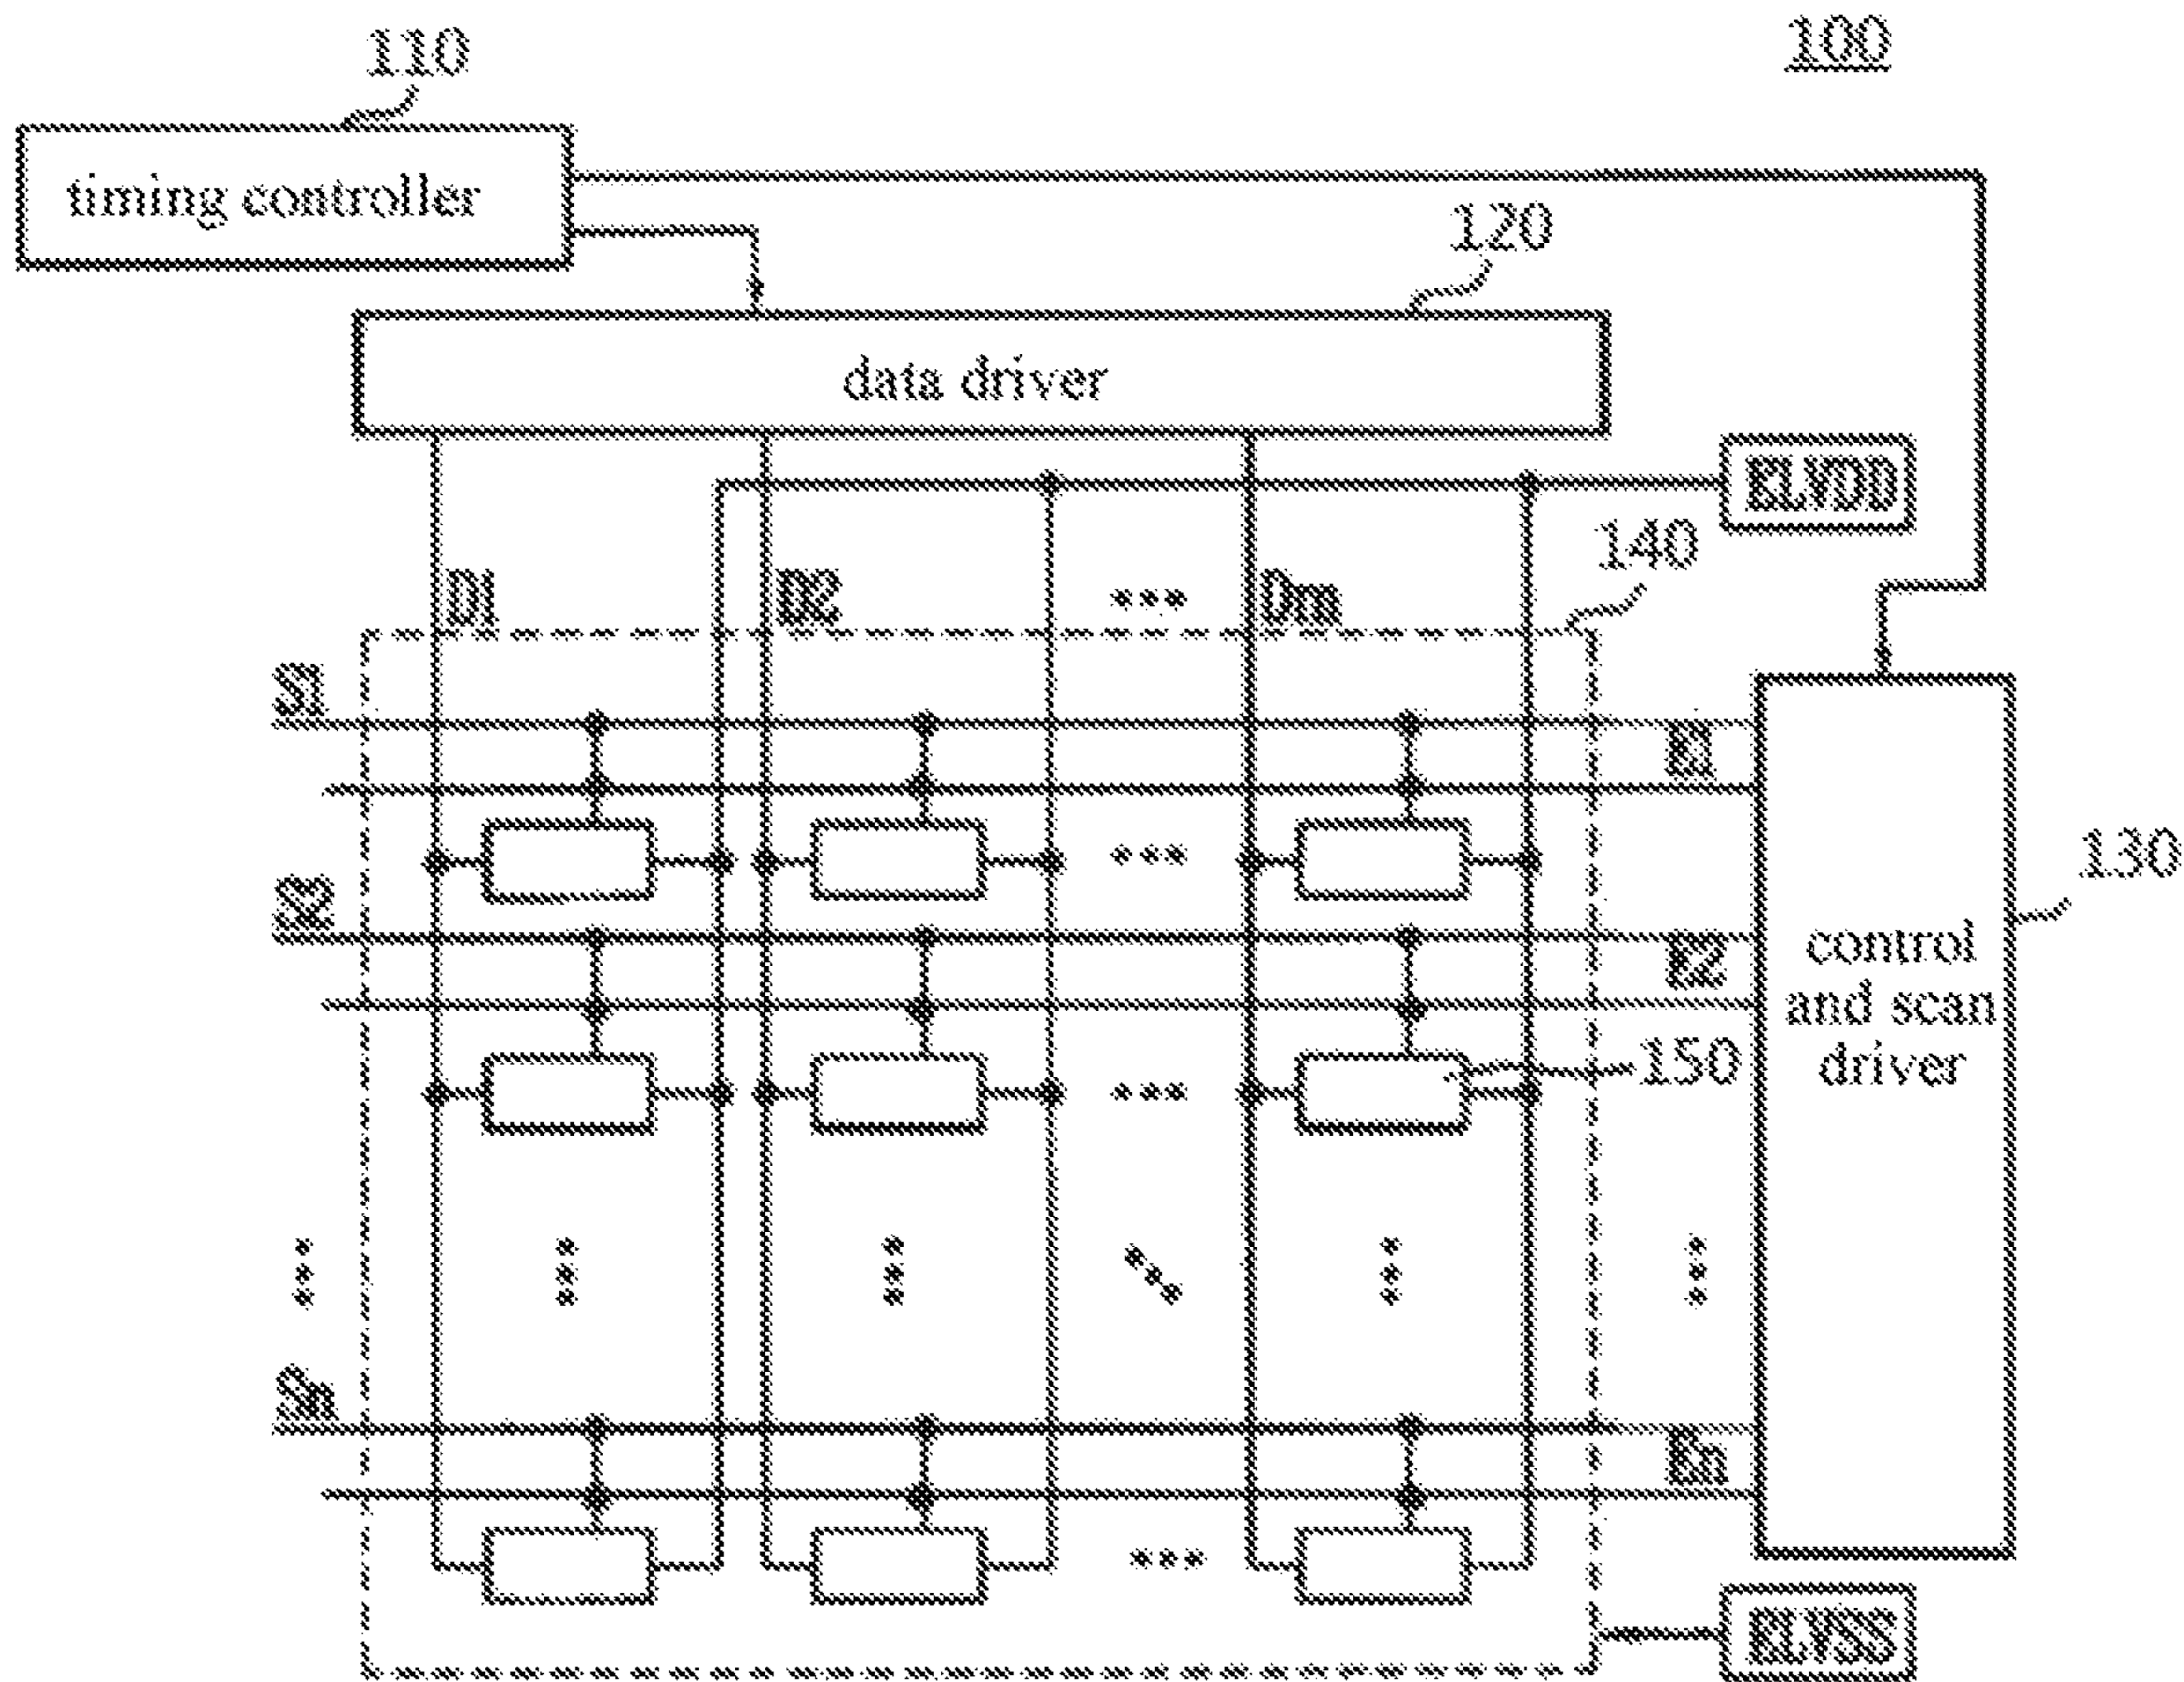 110
100
timing controller
120
data driver
ELVDD
140
D1
D2
Dm
S1
E1
130
S2
E2
control
and scan
driver
150
Sn
En
ELVSS